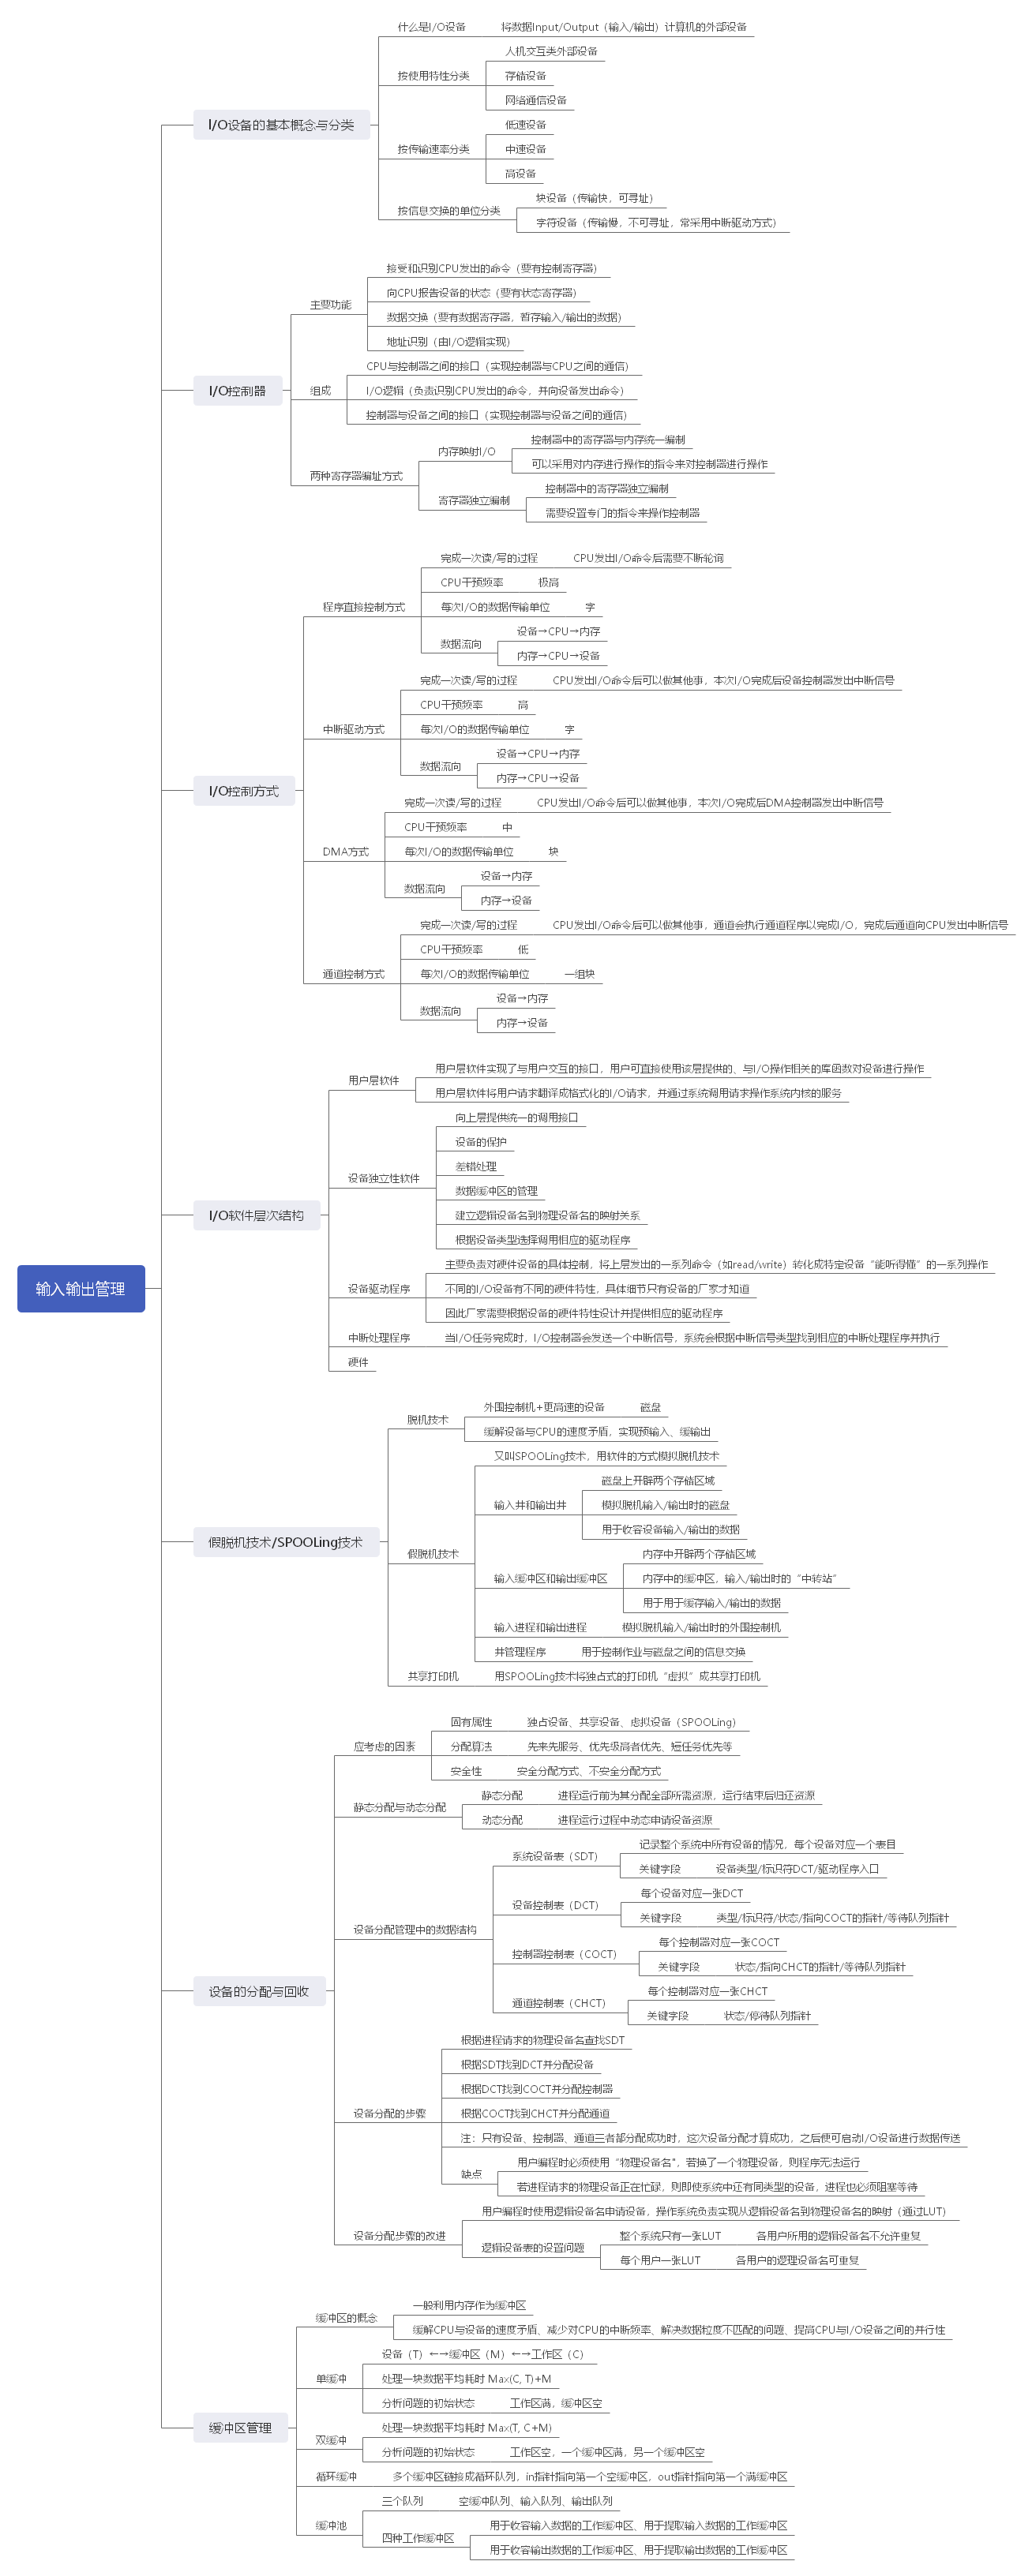 输入输出管理
I/O设备的基本概念与分类
什么是I/O设备
将数据Input/Output（输入/输出）计算机的外部设备
按使用特性分类
人机交互类外部设备
存储设备
网络通信设备
按传输速率分类
低速设备
中速设备
高设备
按信息交换的单位分类
块设备（传输快，可寻址）
字符设备（传输慢，不可寻址，常采用中断驱动方式）
I/O控制器
主要功能
接受和识别CPU发出的命令（要有控制寄存器）
向CPU报告设备的状态（要有状态寄存器）
数据交换（要有数据寄存器，暂存输入/输出的数据）
地址识别（由I/O逻辑实现）
组成
CPU与控制器之间的接口（实现控制器与CPU之间的通信）
I/O逻辑（负责识别CPU发出的命令，并向设备发出命令）
控制器与设备之间的接口（实现控制器与设备之间的通信）
两种寄存器编址方式
内存映射I/O
控制器中的寄存器与内存统一编制
可以采用对内存进行操作的指令来对控制器进行操作
寄存器独立编制
控制器中的寄存器独立编制
需要设置专门的指令来操作控制器
I/O控制方式
程序直接控制方式
完成一次读/写的过程
CPU发出I/O命令后需要不断轮询
CPU干预频率
极高
每次I/O的数据传输单位
字
数据流向
设备→CPU→内存
内存→CPU→设备
中断驱动方式
完成一次读/写的过程
CPU发出I/O命令后可以做其他事，本次I/O完成后设备控制器发出中断信号
CPU干预频率
高
每次I/O的数据传输单位
字
数据流向
设备→CPU→内存
内存→CPU→设备
DMA方式
完成一次读/写的过程
CPU发出I/O命令后可以做其他事，本次I/O完成后DMA控制器发出中断信号
CPU干预频率
中
每次I/O的数据传输单位
块
数据流向
设备→内存
内存→设备
通道控制方式
完成一次读/写的过程
CPU发出I/O命令后可以做其他事，通道会执行通道程序以完成I/O，完成后通道向CPU发出中断信号
CPU干预频率
低
每次I/O的数据传输单位
一组块
数据流向
设备→内存
内存→设备
I/O软件层次结构
用户层软件
用户层软件实现了与用户交互的接口，用户可直接使用该层提供的、与I/O操作相关的库函数对设备进行操作
用户层软件将用户请求翻译成格式化的I/O请求，并通过系统调用请求操作系统内核的服务
设备独立性软件
向上层提供统一的调用接口
设备的保护
差错处理
数据缓冲区的管理
建立逻辑设备名到物理设备名的映射关系
根据设备类型选择调用相应的驱动程序
设备驱动程序
主要负责对硬件设备的具体控制，将上层发出的一系列命令（如read/write）转化成特定设备“能听得懂”的一系列操作
不同的I/O设备有不同的硬件特性，具体细节只有设备的厂家才知道
因此厂家需要根据设备的硬件特性设计并提供相应的驱动程序
中断处理程序
当I/O任务完成时，I/O控制器会发送一个中断信号，系统会根据中断信号类型找到相应的中断处理程序并执行
硬件
假脱机技术/SPOOLing技术
脱机技术
外围控制机+更高速的设备
磁盘
缓解设备与CPU的速度矛盾，实现预输入、缓输出
假脱机技术
又叫SPOOLing技术，用软件的方式模拟脱机技术
输入井和输出井
磁盘上开辟两个存储区域
模拟脱机输入/输出时的磁盘
用于收容设备输入/输出的数据
输入缓冲区和输出缓冲区
内存中开辟两个存储区域
内存中的缓冲区，输入/输出时的“中转站”
用于用于缓存输入/输出的数据
输入进程和输出进程
模拟脱机输入/输出时的外围控制机
井管理程序
用于控制作业与磁盘之间的信息交换
共享打印机
用SPOOLing技术将独占式的打印机“虚拟”成共享打印机
设备的分配与回收
应考虑的因素
固有属性
独占设备、共享设备、虚拟设备（SPOOLing）
分配算法
先来先服务、优先级高者优先、短任务优先等
安全性
安全分配方式、不安全分配方式
静态分配与动态分配
静态分配
进程运行前为其分配全部所需资源，运行结束后归还资源
动态分配
进程运行过程中动态申请设备资源
设备分配管理中的数据结构
系统设备表（SDT）
记录整个系统中所有设备的情况，每个设备对应一个表目
关键字段
设备类型/标识符DCT/驱动程序入口
设备控制表（DCT）
每个设备对应一张DCT
关键字段
类型/标识符/状态/指向COCT的指针/等待队列指针
控制器控制表（COCT）
每个控制器对应一张COCT
关键字段
状态/指向CHCT的指针/等待队列指针
通道控制表（CHCT）
每个控制器对应一张CHCT
关键字段
状态/停待队列指针
设备分配的步骤
根据进程请求的物理设备名查找SDT
根据SDT找到DCT并分配设备
根据DCT找到COCT并分配控制器
根据COCT找到CHCT并分配通道
注：只有设备、控制器、通道三者都分配成功时，这次设备分配才算成功，之后便可启动I/O设备进行数据传送
缺点
用户编程时必须使用“物理设备名"，若换了一个物理设备，则程序无法运行
若进程请求的物理设备正在忙碌，则即使系统中还有同类型的设备，进程也必须阻塞等待
设备分配步骤的改进
用户编程时使用逻辑设备名申请设备，操作系统负责实现从逻辑设备名到物理设备名的映射（通过LUT）
逻辑设备表的设置问题
整个系统只有一张LUT
各用户所用的逻辑设备名不允许重复
每个用户一张LUT
各用户的逻理设备名可重复
缓冲区管理
缓冲区的概念
一般利用内存作为缓冲区
缓解CPU与设备的速度矛盾、减少对CPU的中断频率、解决数据粒度不匹配的问题、提高CPU与I/O设备之间的并行性
单缓冲
设备（T）←→缓冲区（M）←→工作区（C）
处理一块数据平均耗时 Max(C, T)+M
分析问题的初始状态
工作区满，缓冲区空
双缓冲
处理一块数据平均耗时 Max(T, C+M)
分析问题的初始状态
工作区空，一个缓冲区满，另一个缓冲区空
循环缓冲
多个缓冲区链接成循环队列，in指针指向第一个空缓冲区，out指针指向第一个满缓冲区
缓冲池
三个队列
空缓冲队列、输入队列、输出队列
四种工作缓冲区
用于收容输入数据的工作缓冲区、用于提取输入数据的工作缓冲区
用于收容输出数据的工作缓冲区、用于提取输出数据的工作缓冲区